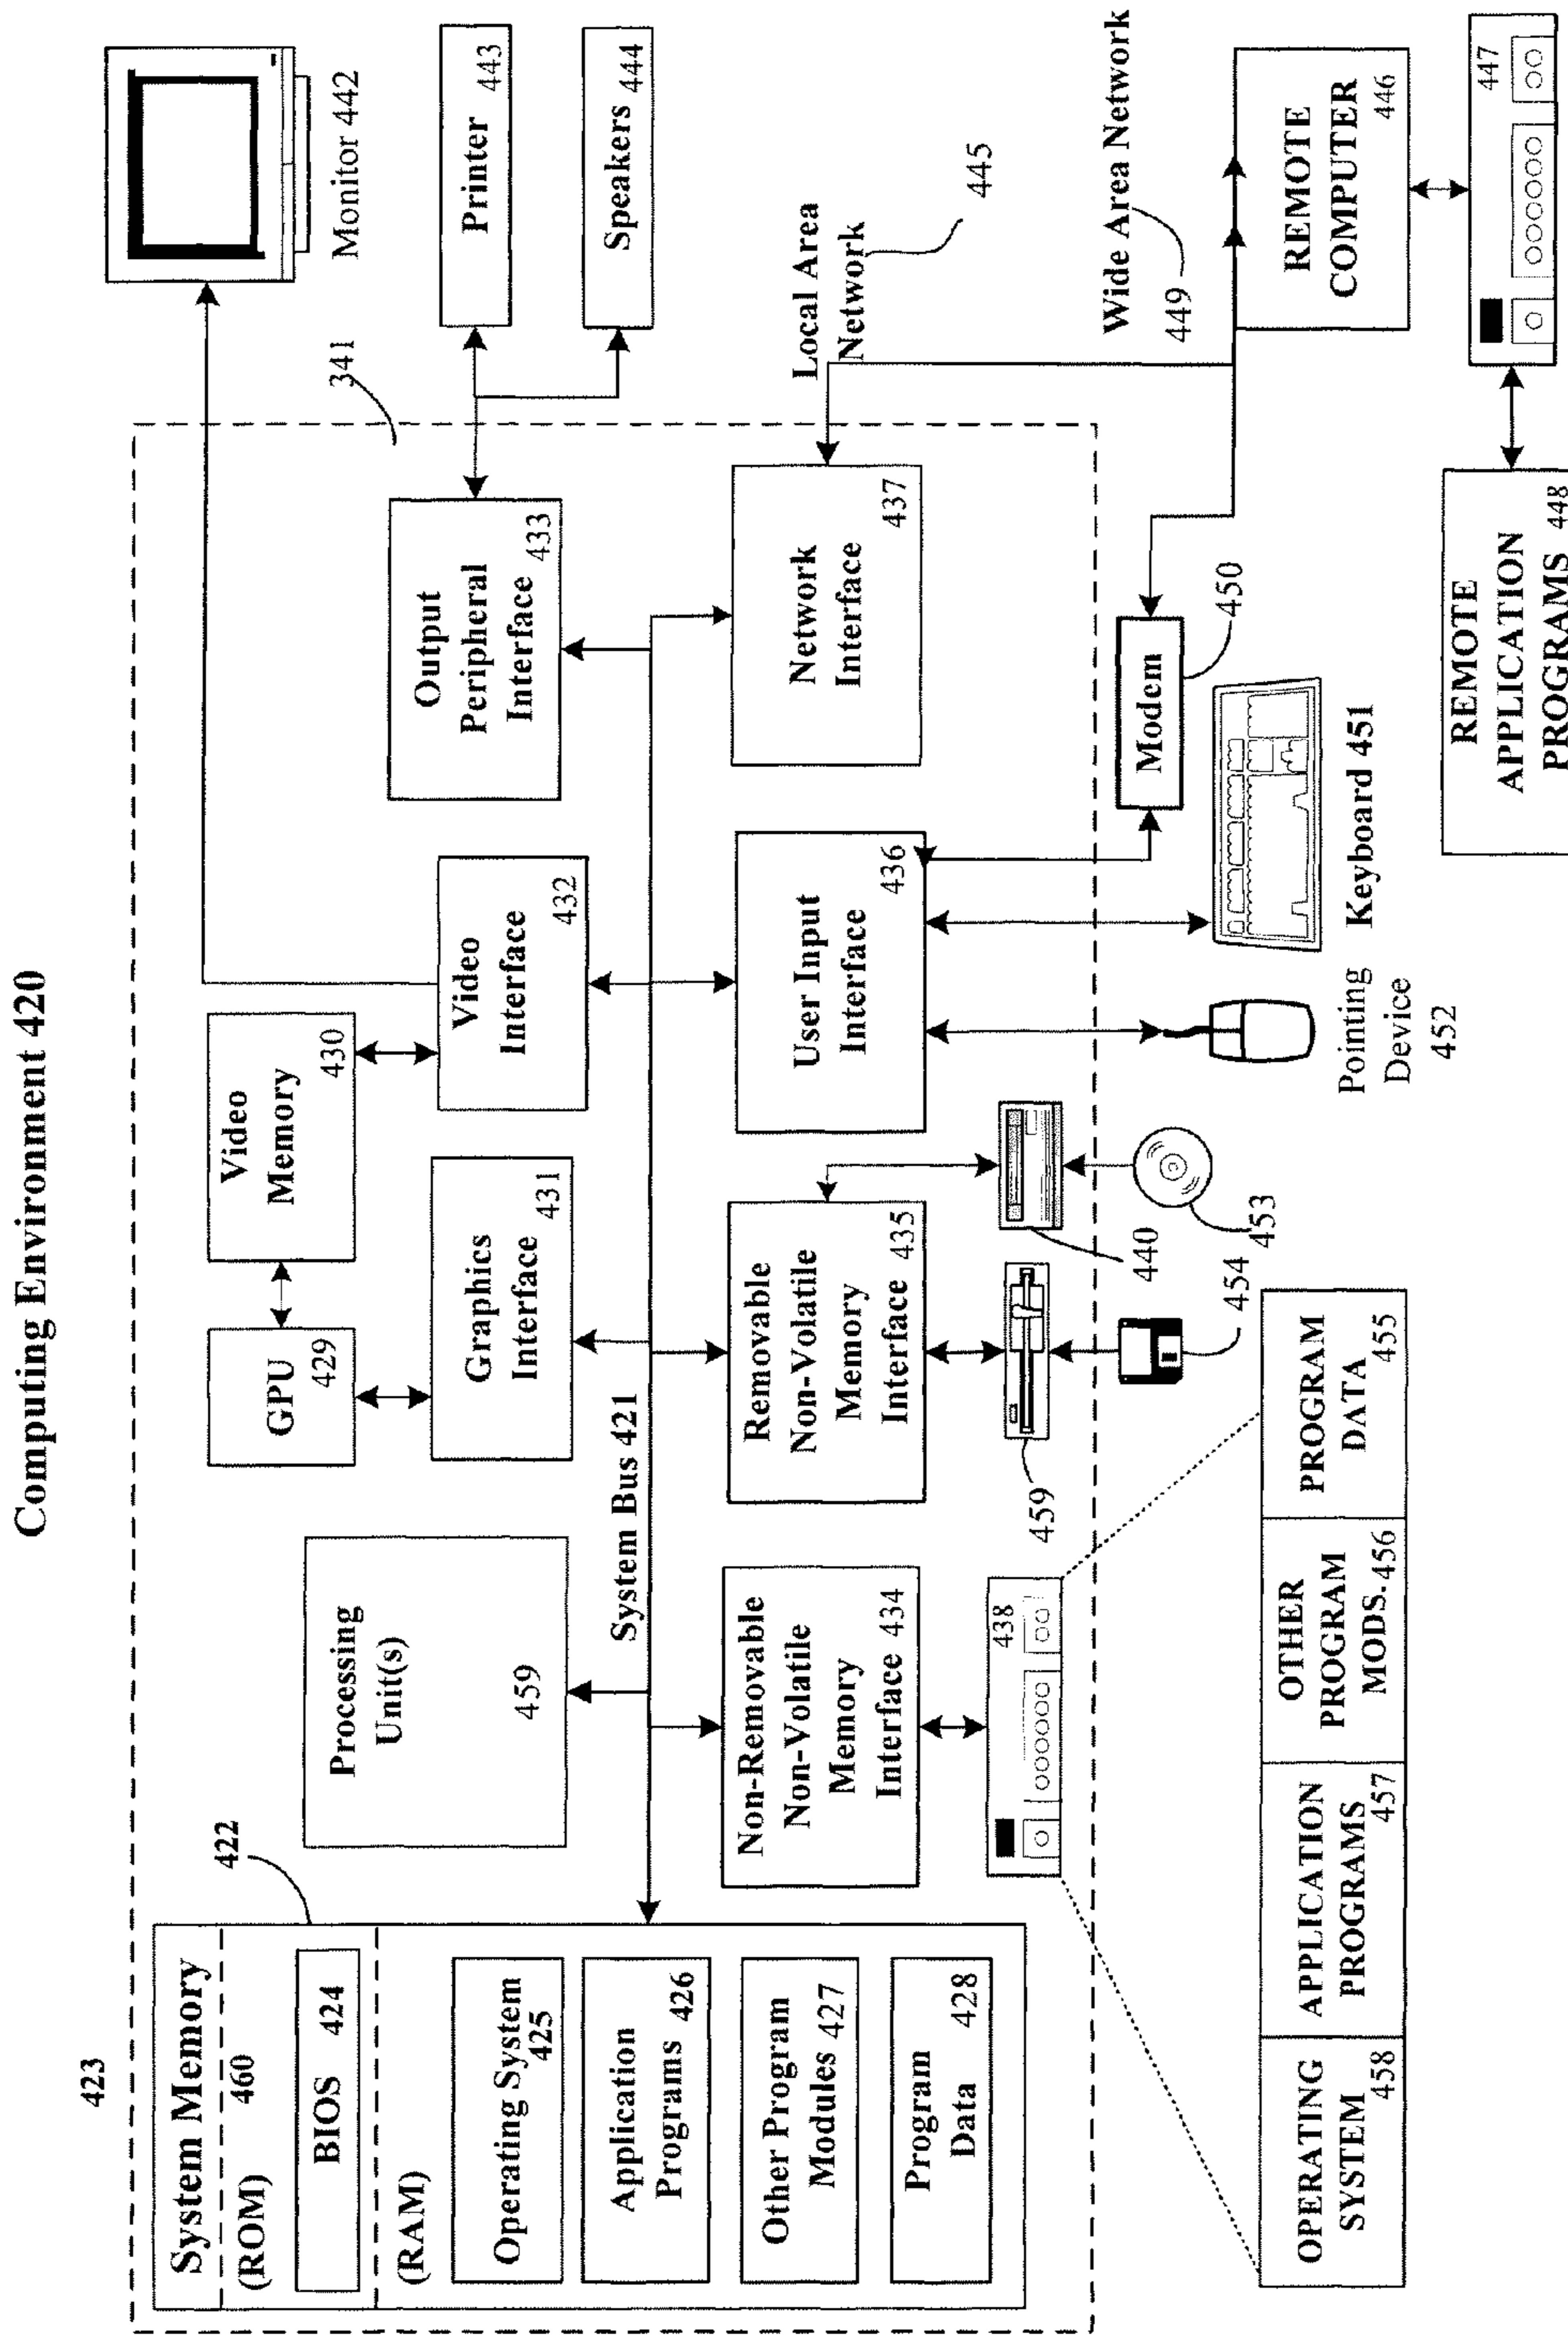 Computing Environment 420
423
422
System Memory
(ROM) 460
BIOS 424
(RAM)
Operating System
425
Application
Programs 426
Other Program
Modules 427
Program
Data 428
Processing
Unit(s)
459
System Bus 421
GPU
429
Video
Memory
430
Graphics
Interface
431
Video
Interface
432
Output
Peripheral
Interface 433
341
Monitor 442
Printer
443
Speakers
444
Non-Removable
Non-Volatile
Memory
Interface 434
Removable
Non-Volatile
Memory
Interface 435
User Input
Interface
436
Network
Interface
437
Local Area
Network
445
438
459
440
454
453
Pointing
Device
452
Keyboard 451
Modem
450
Wide Area Network
449
REMOTE
COMPUTER
446
447
REMOTE
APPLICATION
PROGRAMS 448
OPERATING
SYSTEM 458
APPLICATION
PROGRAMS 457
OTHER
PROGRAM
MODS. 456
PROGRAM
DATA 455